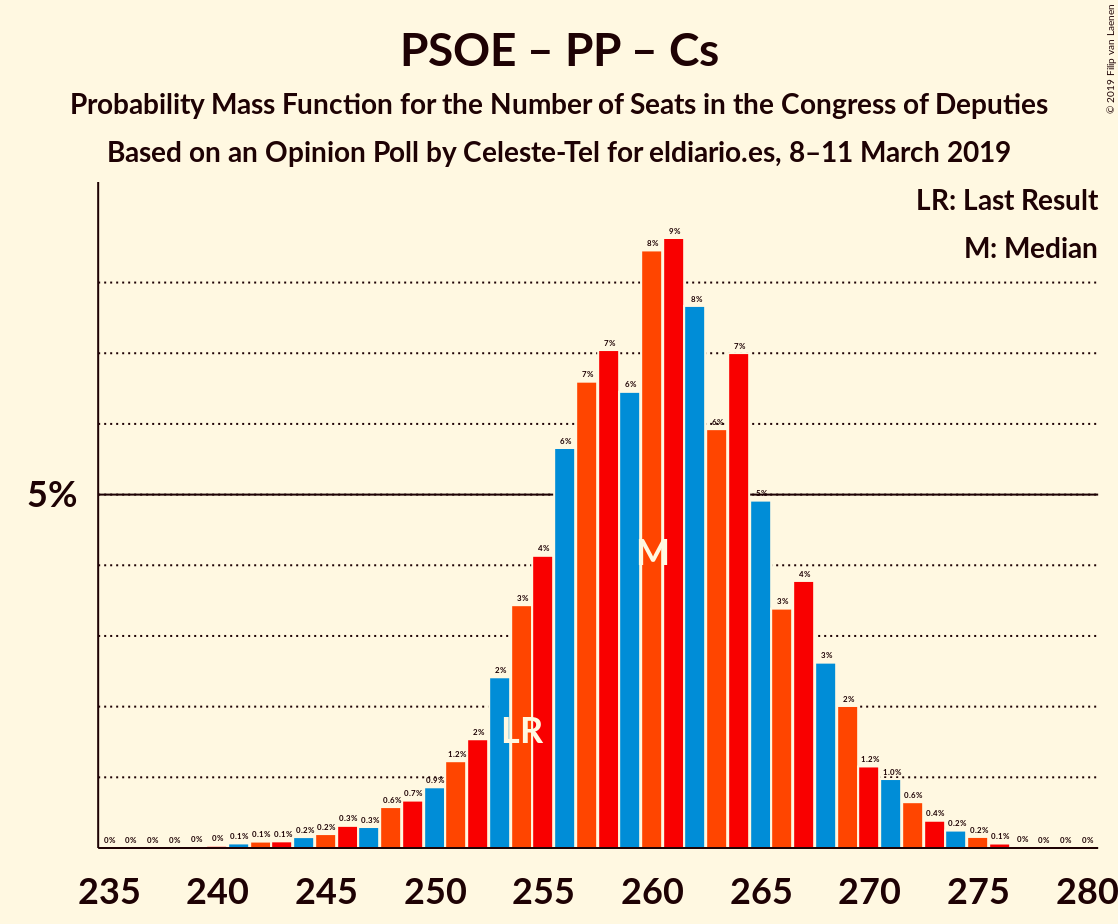 PSOE – PP – Cs
Probability Mass Function for the Number of Seats in the Congress of Deputies
Based on an Opinion Poll by Celeste-Tel for eldiario.es, 8–11 March 2019
© 2019 Filip van Laenen
LR: Last Result
M: Median
5%
0% 0% 0% 0% 0% 0% 0.1% 0.1% 0.1% 0.2% 0.2% 0.3% 0.3% 0.6% 0.7% 0.9% 1.2% 2% 2% 3% 4% 6% 7% 7% 6% 8% 9% 8% 6% 7% 5% 3% 4% 3% 2% 1.2% 1.0% 0.6% 0.4% 0.2% 0.2% 0.1% 0% 0% 0% 0%
M
LR
235 240 245 250 255 260 265 270 275 280